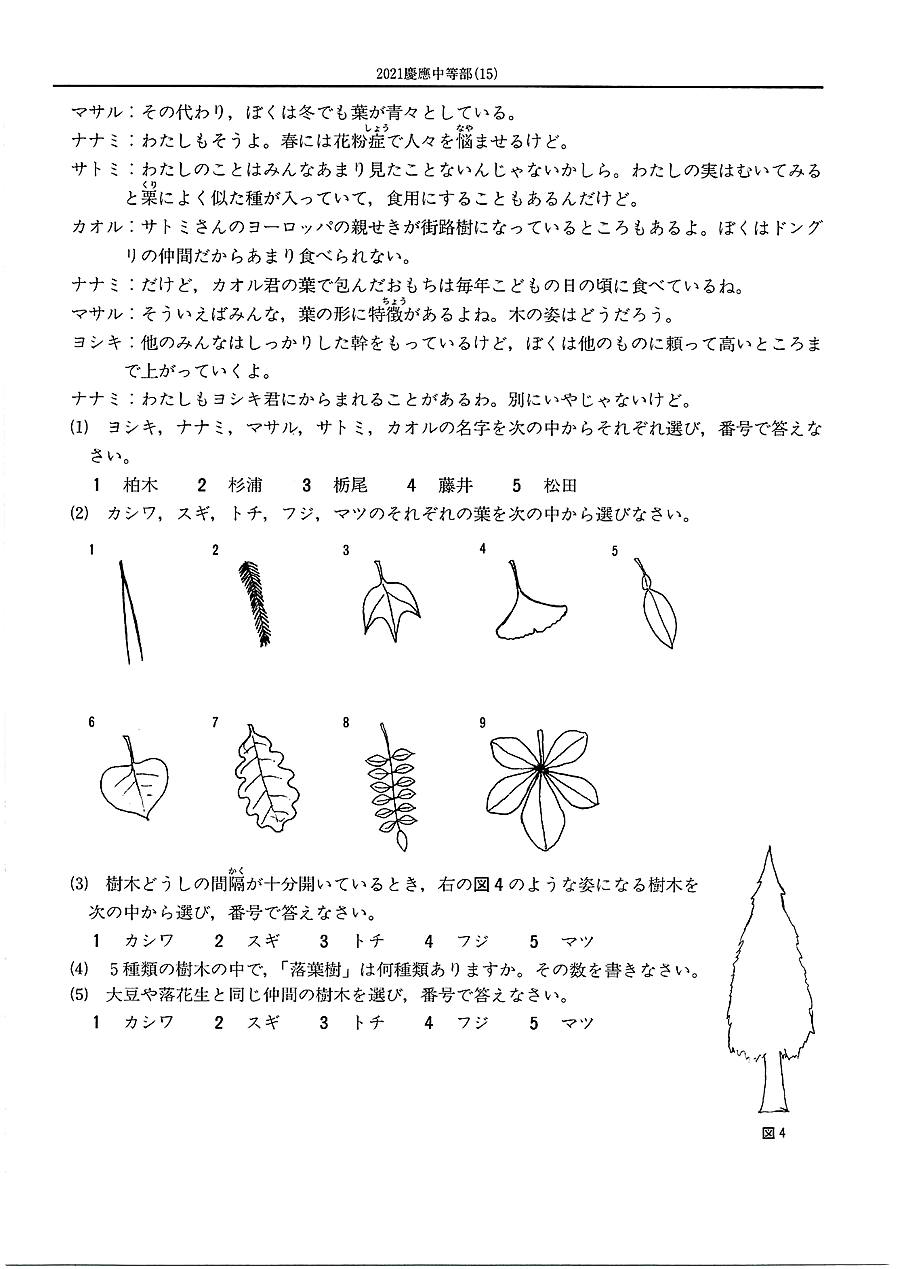 2021慶應中等部(15)
マサル：その代わり，ぼくは冬でも葉が青々としている。
ナナミ：わたしもそうよ。春には花粉症で人々を悩ませるけど。
サトミ：わたしのことはみんなあまり見たことないんじゃないかしら。わたしの実はむいてみる
と栗によく似た種が入っていて，食用にすることもあるんだけど。
カオル：サトミさんのヨーロッパの親せきが街路樹になっているところもあるよ。ぼくはドング
リの仲間だからあまり食べられない。
ナナミ：だけど，カオル君の葉で包んだおもちは毎年こどもの日の頃に食べているね。
マサル：そういえばみんな，葉の形に特徴があるよね。木の姿はどうだろう。
ヨシキ：他のみんなはしっかりした幹をもっているけど，ぼくは他のものに頼って高いところま
で上がっていくよ。
ナナミ：わたしもヨシキ君にからまれることがあるわ。別にいやじゃないけど。
(1) ヨシキ，ナナミ，マサル，サトミ，カオルの名字を次の中からそれぞれ選び，番号で答えな
さい。
1 柏木 2 杉浦 3 栃尾 4 藤井 5 松田
(2) カシワ，スギ，トチ，フジ，マツのそれぞれの葉を次の中から選びなさい。
1 2 3 4 5
6 7 8 9
(3) 樹木どうしの間隔が十分開いているとき，右の図4のような姿になる樹木を
次の中から選び，番号で答えなさい。
1 カシワ 2 スギ 3 トチ 4 フジ 5 マツ
(4) 5種類の樹木の中で，「落葉樹」は何種類ありますか。その数を書きなさい。
(5) 大豆や落花生と同じ仲間の樹木を選び，番号で答えなさい。
1 カシワ 2 スギ 3 トチ 4 フジ 5 マツ
図4